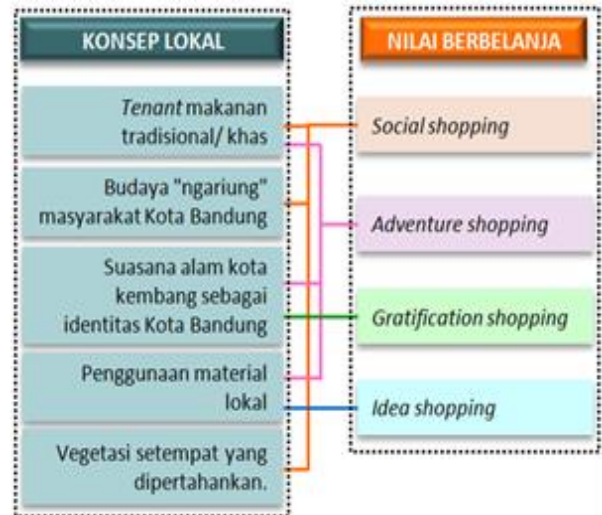 KONSEP LOKAL
Tenant makanan
tradisional/ khas
Budaya "ngariung"
masyarakat Kota Bandung
Suasana alam kota
kembang sebagai
identitas Kota Bandung
Penggunaan material
lokal
Vegetasi setempat yang
dipertahankan.
NILAI BERBELANJA
Social shopping
Adventure shopping
Gratification shopping
Idea shopping